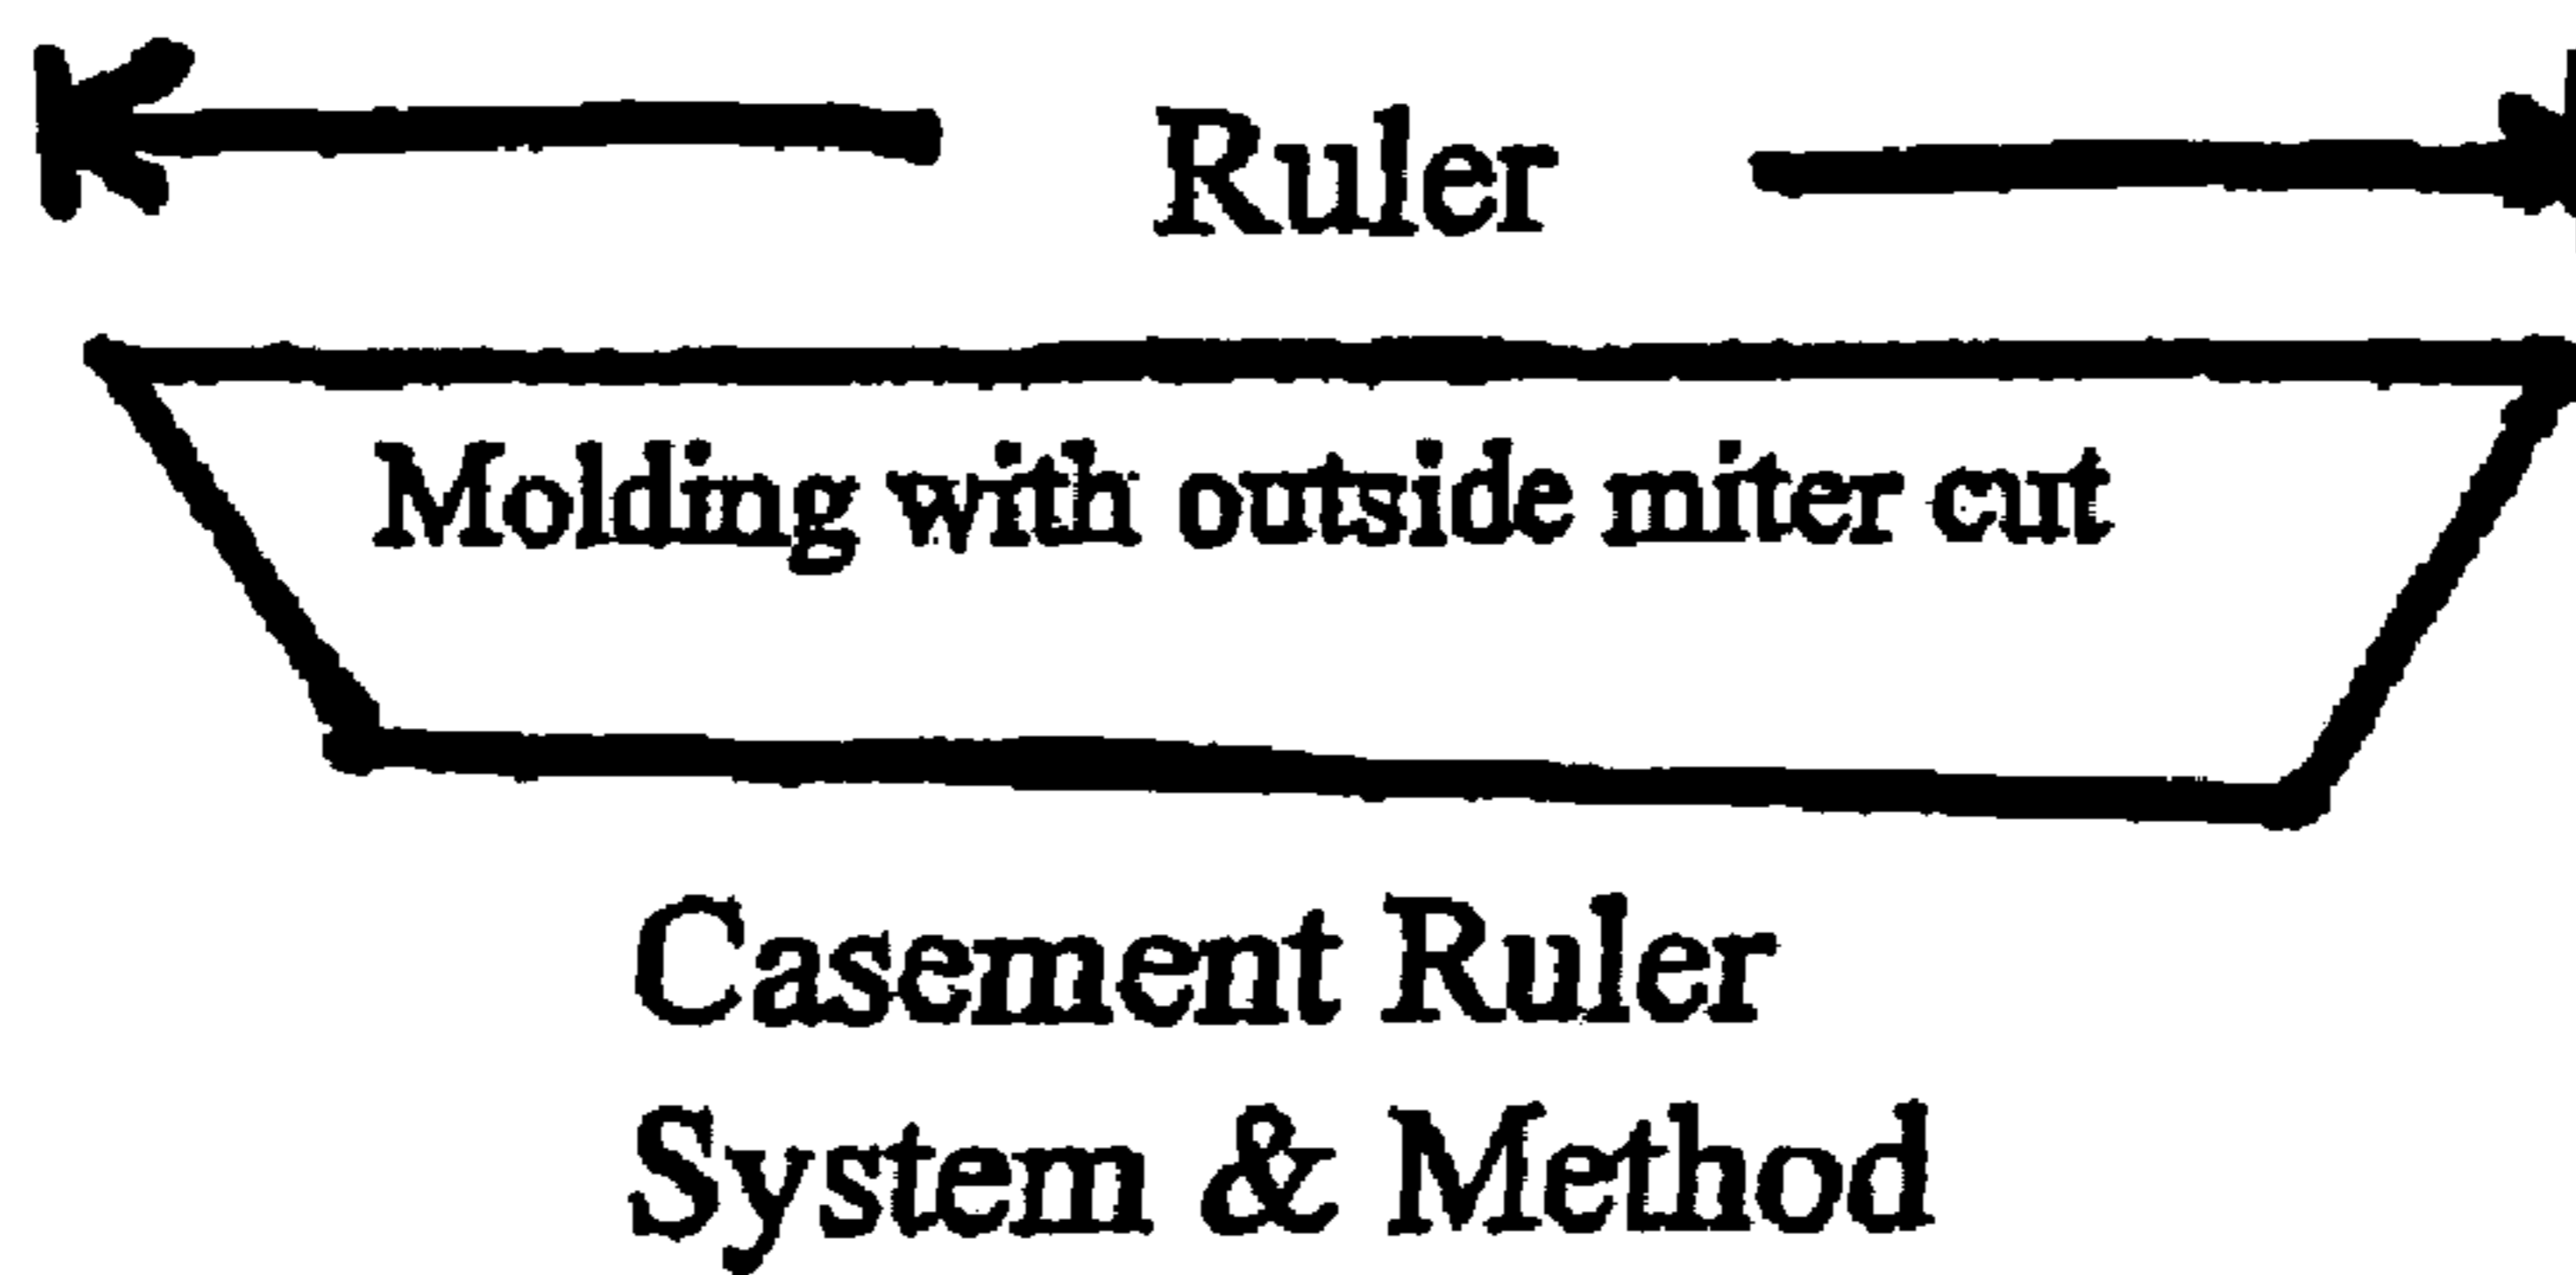 Ruler
Molding with outside miter cut
Casement Ruler
System & Method